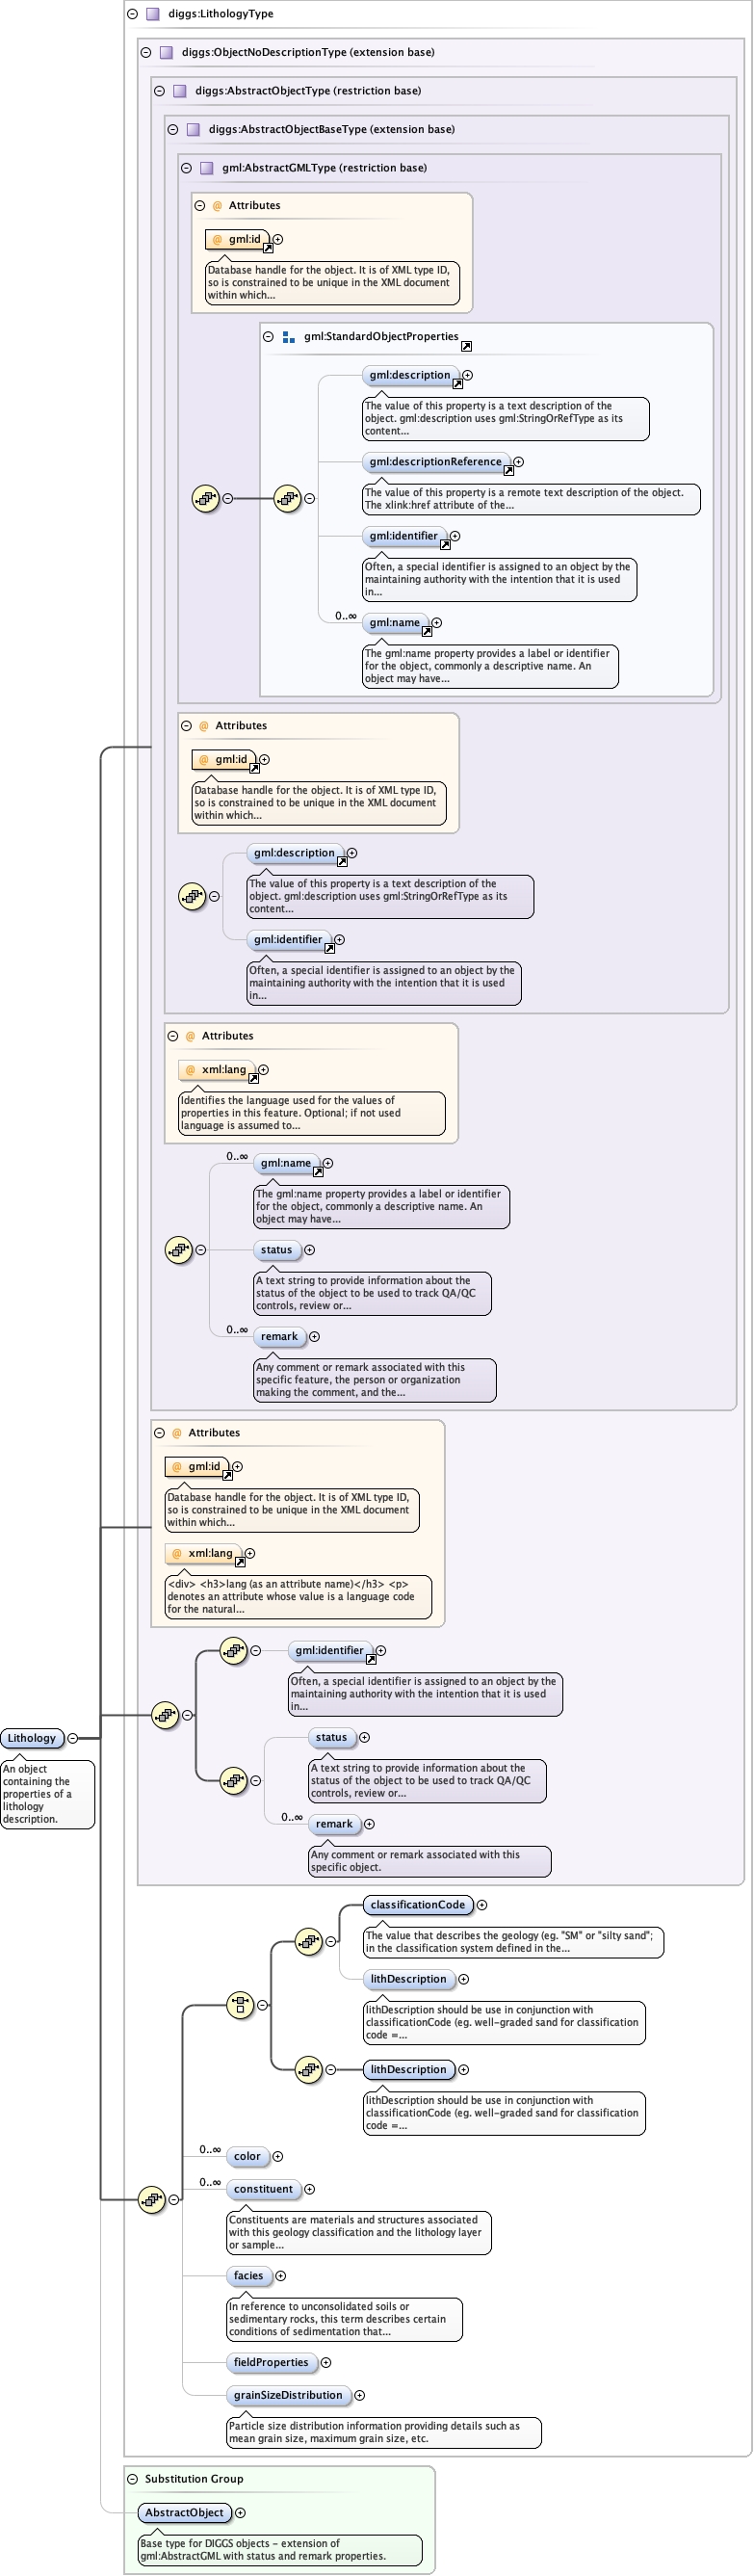 diggs:LithologyType
diggs:ObjectNoDescriptionType (extension base)
diggs:AbstractObjectType (restriction base)
diggs:AbstractObjectBaseType (extension base)
gml:AbstractGMLType (restriction base)
@ Attributes
@ gml:id
Database handle for the object. It is of XML type ID,
so is constrained to be unique in the XML document
within which...
gml:StandardObjectProperties
gml:description
The value of this property is a text description of the
object. gml:description uses gml:StringOrRefType as its
content...
gml:descriptionReference
The value of this property is a remote text description of the object.
The xlink:href attribute of the...
gml:identifier
Often, a special identifier is assigned to an object by the
maintaining authority with the intention that it is used
in...
0..∞
gml:name
The gml:name property provides a label or identifier
for the object, commonly a descriptive name. An
object may have...
@ Attributes
@ gml:id
Database handle for the object. It is of XML type ID,
so is constrained to be unique in the XML document
within which...
gml:description
The value of this property is a text description of the
object. gml:description uses gml:StringOrRefType as its
content...
gml:identifier
Often, a special identifier is assigned to an object by the
maintaining authority with the intention that it is used
in...
@ Attributes
@ xml:lang
Identifies the language used for the values of
properties in this feature. Optional; if not used
language is assumed to...
0..∞
gml:name
The gml:name property provides a label or identifier
for the object, commonly a descriptive name. An
object may have...
status
A text string to provide information about the
status of the object to be used to track QA/QC
controls, review or...
0..∞
remark
Any comment or remark associated with this
specific feature, the person or organization
making the comment, and the...
@ Attributes
@ gml:id
Database handle for the object. It is of XML type ID,
so is constrained to be unique in the XML document
within which...
@ xml:lang
<div> <h3>lang (as an attribute name)</h3> <p>
denotes an attribute whose value is a language code
for the natural...
gml:identifier
Often, a special identifier is assigned to an object by the
maintaining authority with the intention that it is used
in...
status
A text string to provide information about the
status of the object to be used to track QA/QC
controls, review or...
0..∞
remark
Any comment or remark associated with this
specific object.
Lithology
An object
containing the
properties of a
lithology
description.
classificationCode
The value that describes the geology (eg. "SM" or "silty sand";
in the classification system defined in the...
lithDescription
lithDescription should be use in conjunction with
classificationCode (eg. well-graded sand for classification
code =...
lithDescription
lithDescription should be use in conjunction with
classificationCode (eg. well-graded sand for classification
code =...
0..∞
color
0..∞
constituent
Constituents are materials and structures associated
with this geology classification and the lithology layer
or sample...
facies
In reference to unconsolidated soils or
sedimentary rocks, this term describes certain
conditions of sedimentation that...
fieldProperties
grainSizeDistribution
Particle size distribution information providing details such as
mean grain size, maximum grain size, etc.
Substitution Group
AbstractObject
Base type for DIGGS objects - extension of
gml:AbstractGML with status and remark properties.